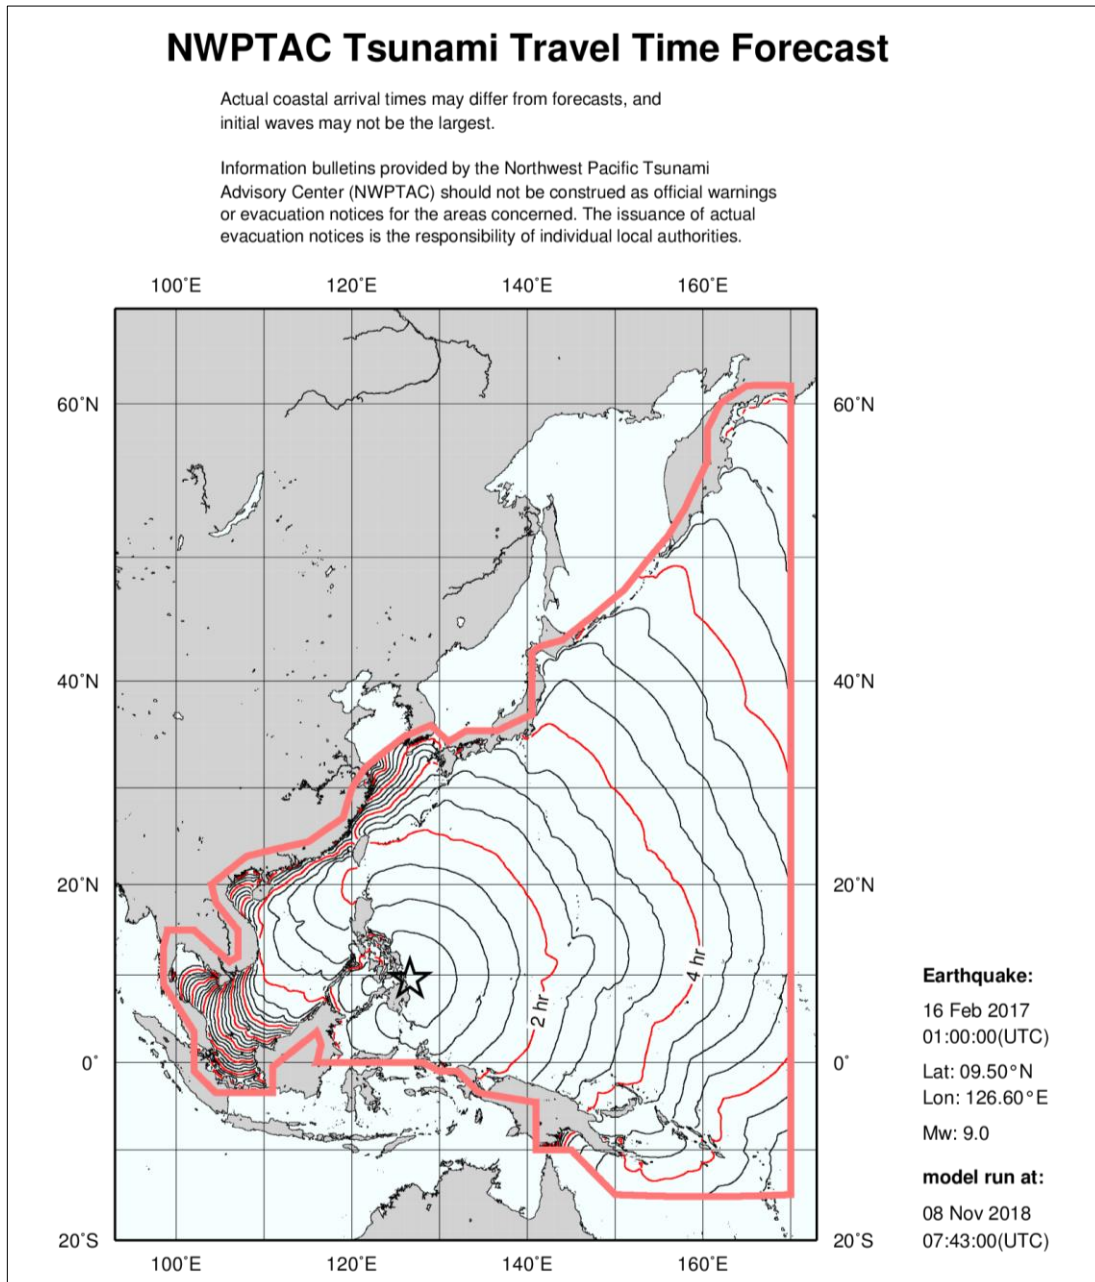 NWPTAC Tsunami Travel Time Forecast
Actual coastal arrival times may differ from forecasts, and
initial waves may not be the largest.
Information bulletins provided by the Northwest Pacific Tsunami
Advisory Center (NWPTAC) should not be construed as official warnings
or evacuation notices for the areas concerned. The issuance of actual
evacuation notices is the responsibility of individual local authorities.
100˚E 120˚E 140˚E 160˚E
60˚N 60˚N
40˚N 40˚N
20˚N 20˚N
4 hr
2 hr
0˚ 0˚
20˚S 20˚S
100˚E 120˚E 140˚E 160˚E
Earthquake:
16 Feb 2017
01:00:00(UTC)
Lat: 09.50°N
Lon: 126.60°E
Mw: 9.0
model run at:
08 Nov 2018
07:43:00(UTC)